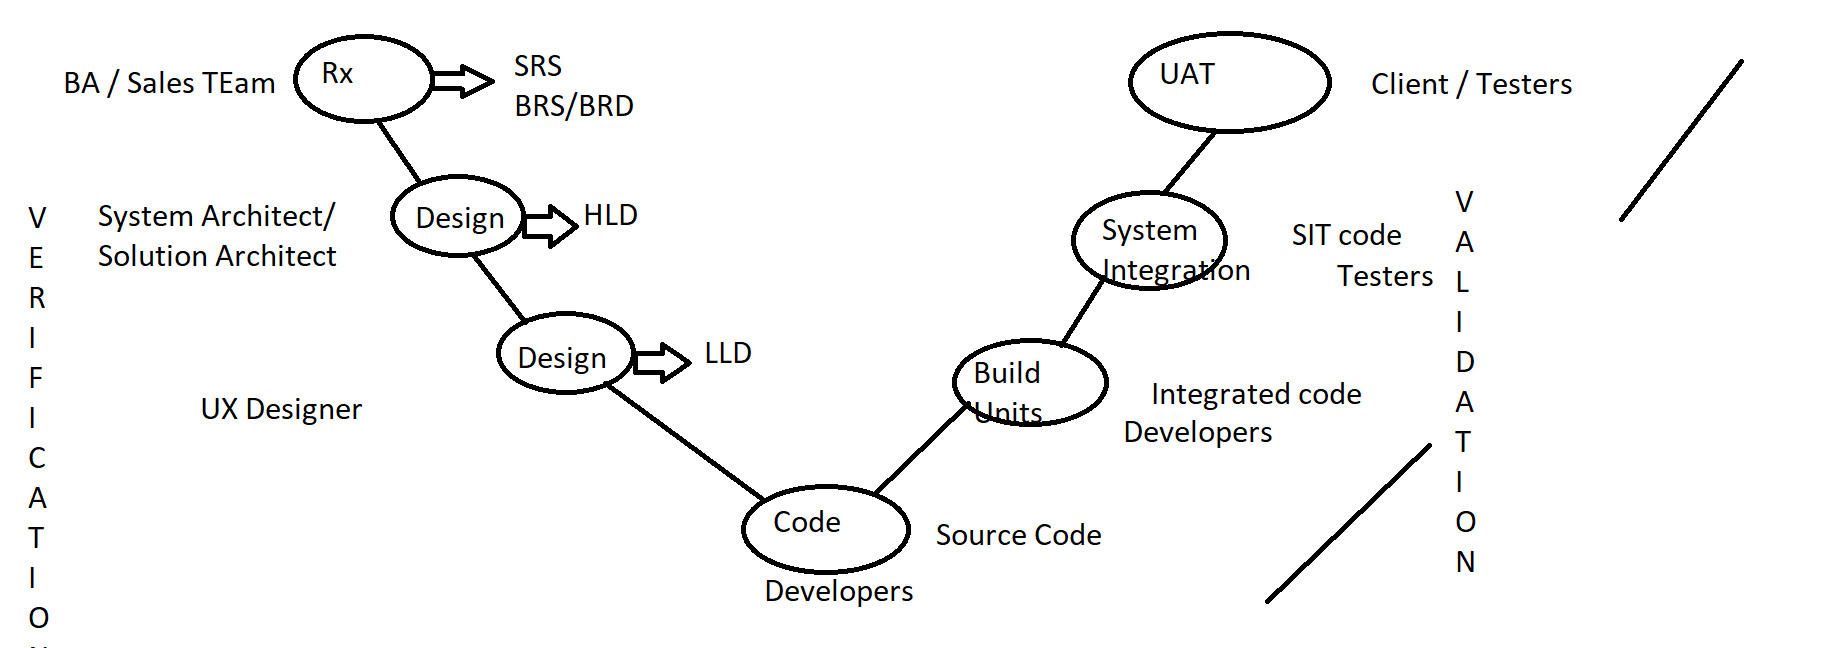 BA / Sales TEam
Rx
SRS
BRS/BRD
UAT
Client / Testers
System Architect/
Solution Architect
Design
HLD
System
Integration
SIT code
Testers
Design
LLD
UX Designer
Build
Units
Integrated code
Developers
Code
Source Code
Developers
V
E
R
I
F
I
C
A
T
I
O
V
A
L
I
D
A
T
I
O
N